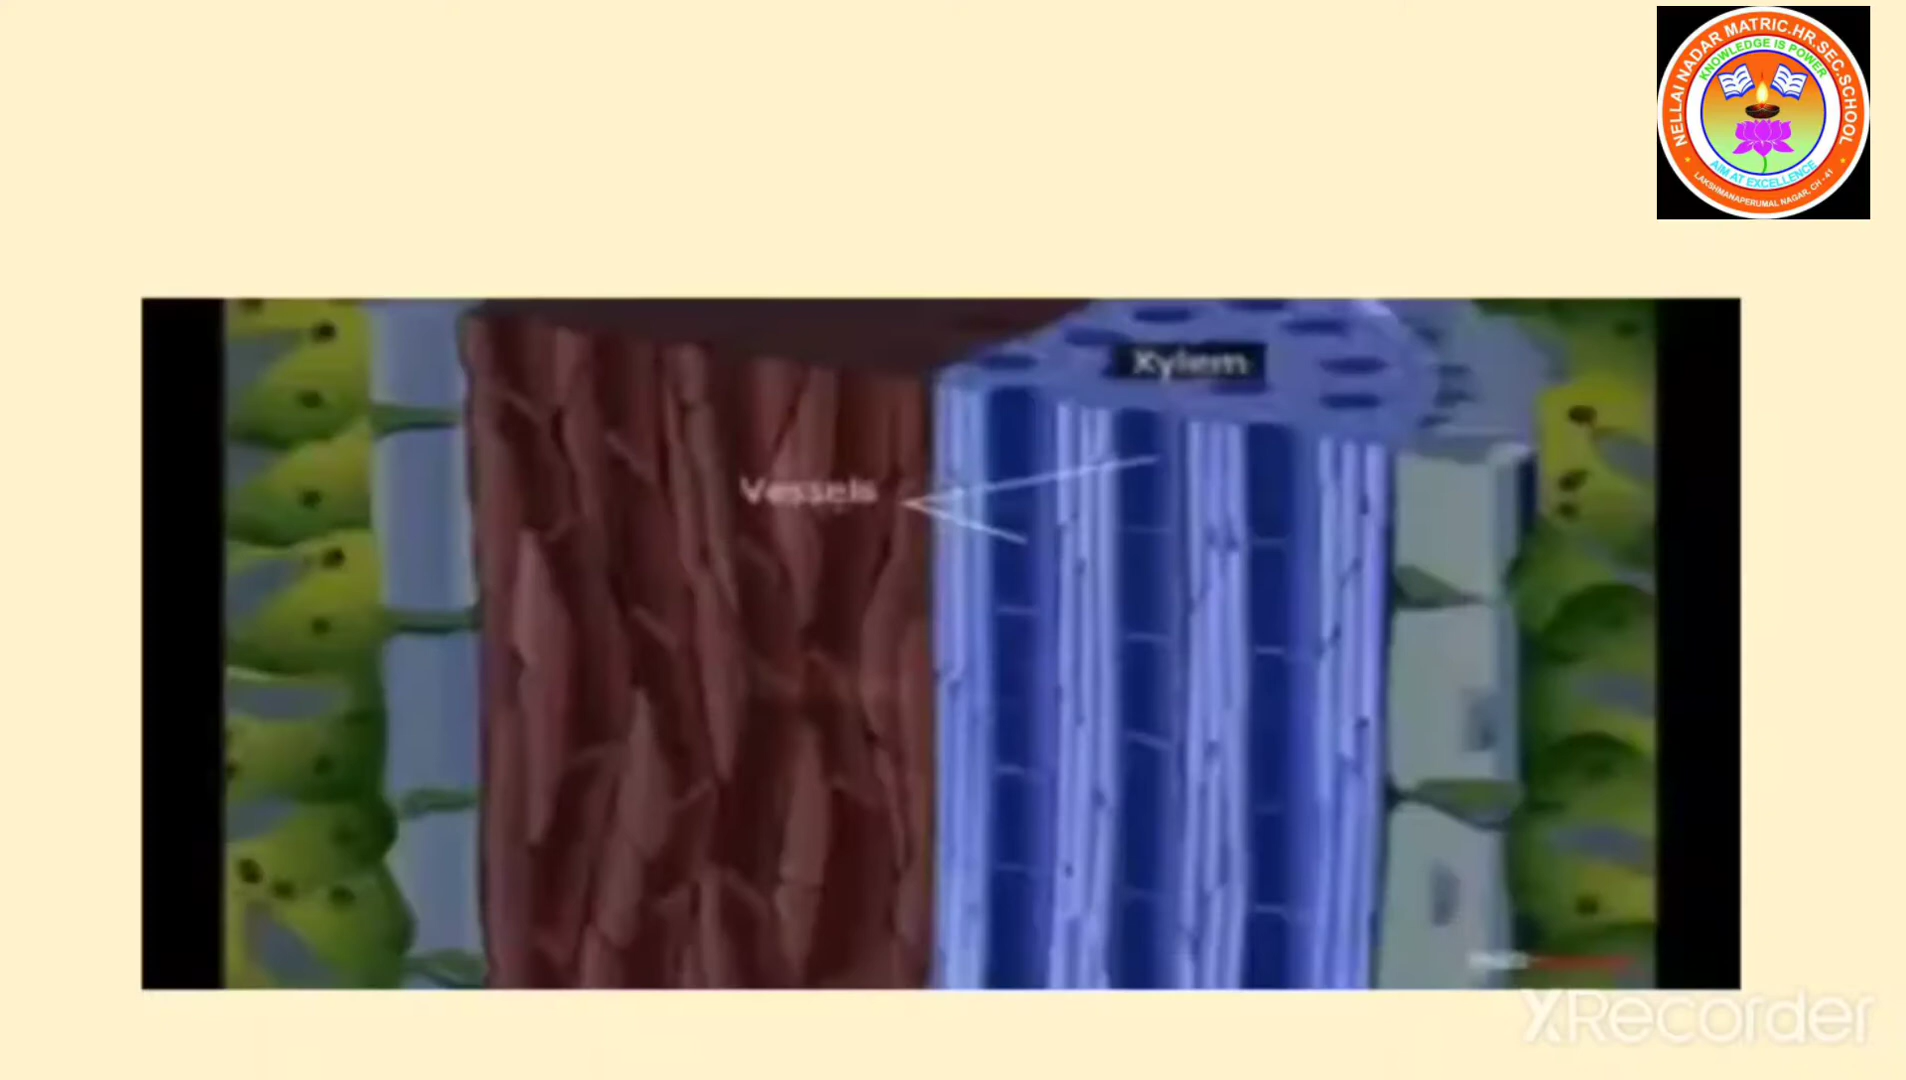 NELLAI NADAR MATRIC.HR.SEC.SCHOOL
KNOWLEDGE IS POWER
AIM AT EXCELLENCE
LAKSHMANAPERUMAL NAGAR, CH - 41
Xylem
Vessels
XRecorder